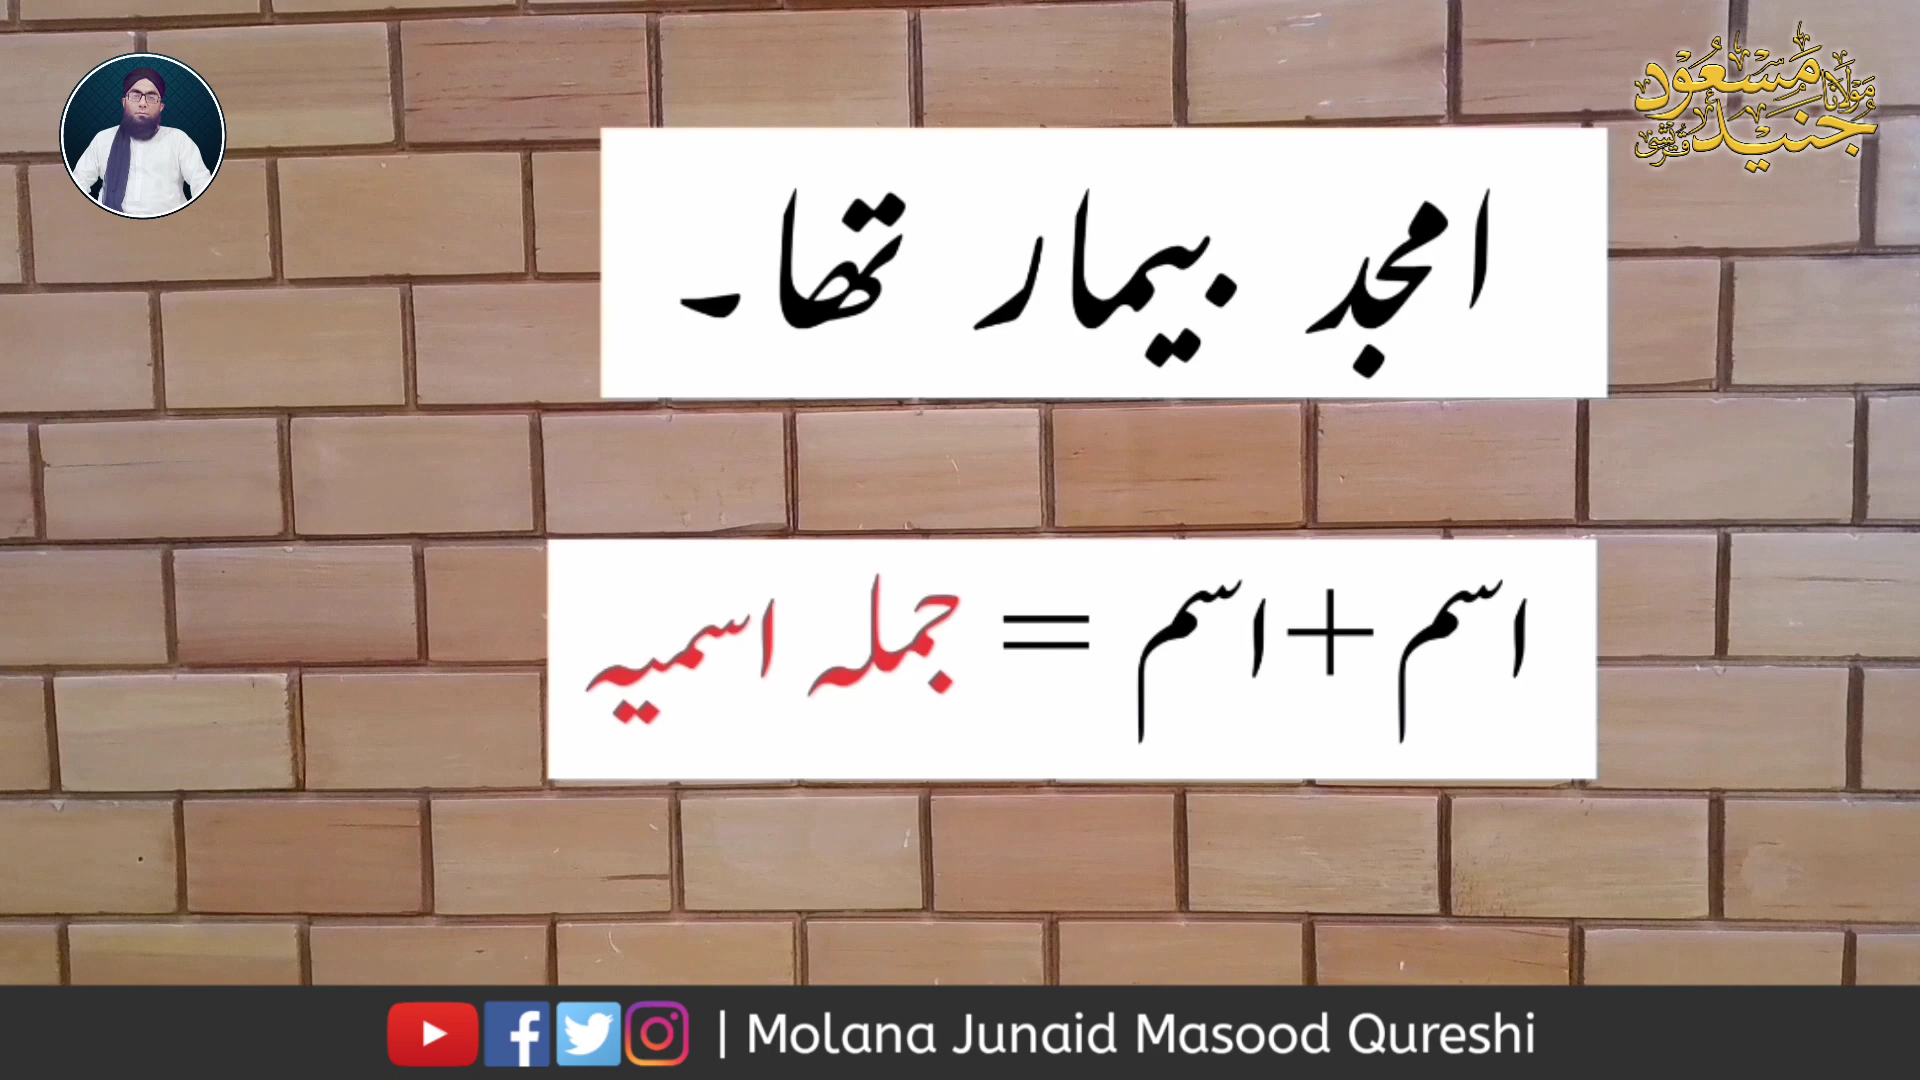 مولانا جنید مسعود قریشی
امجد بیمار تھا۔
اسم+اسم = جملہ اسمیہ
| Molana Junaid Masood Qureshi